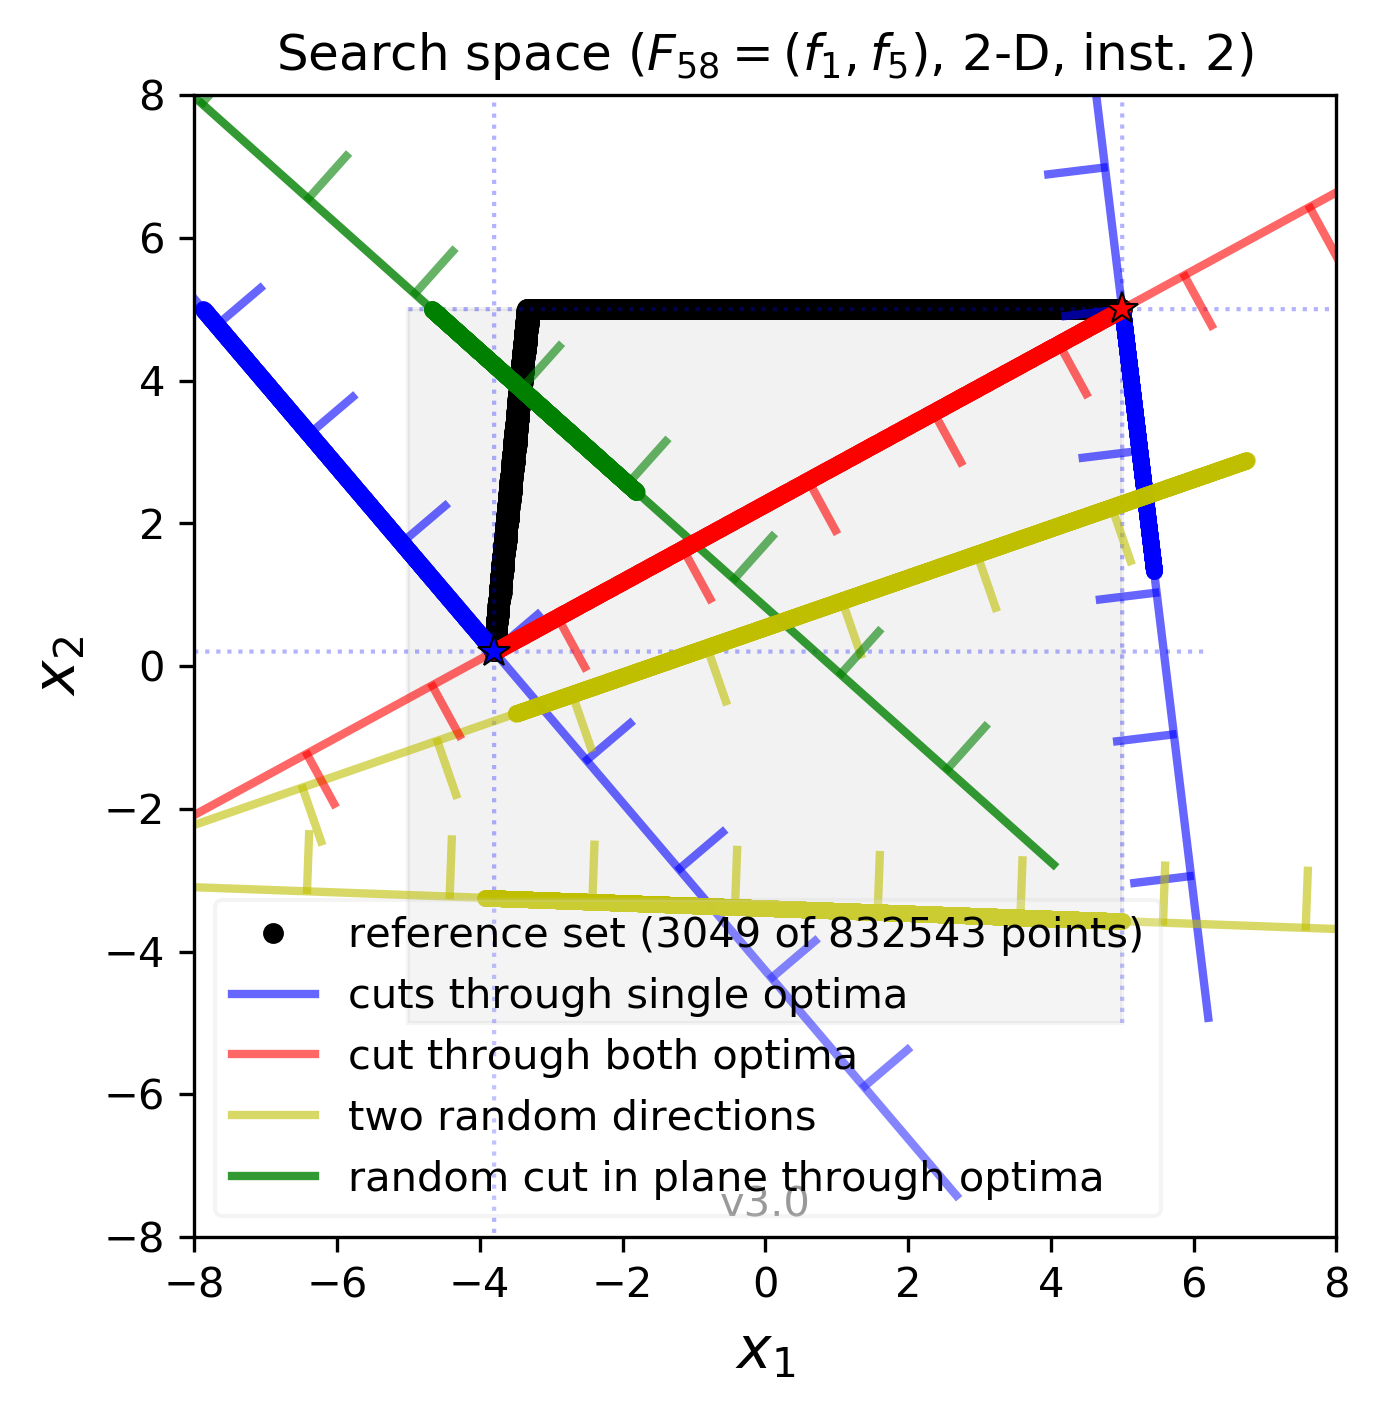 Search space (F58 = (f1, f5), 2-D, inst. 2)
8
6
4
2
0
−2
−4
−6
−8
x2
reference set (3049 of 832543 points)
cuts through single optima
cut through both optima
two random directions
random cut in plane through optima
v3.0
−8 −6 −4 −2 0 2 4 6 8
x1